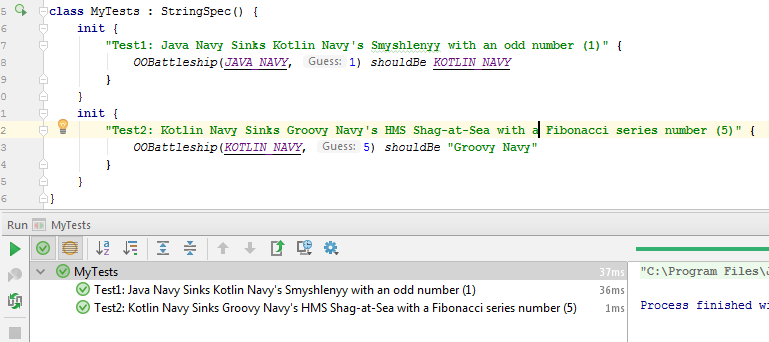 5 class MyTests : StringSpec() {
6 init {
7 "Test1: Java Navy Sinks Kotlin Navy's Smyshlenyy with an odd number (1)" {
8 OOBattleship(JAVA_NAVY, Guess: 1) shouldBe KOTLIN_NAVY
9 }
0 }
1 init {
2 "Test2: Kotlin Navy Sinks Groovy Navy's HMS Shag-at-Sea with a Fibonacci series number (5)" {
3 OOBattleship(KOTLIN_NAVY, Guess: 5) shouldBe "Groovy Navy"
4 }
5 }
6 }
Run MyTests
MyTests 37ms
Test1: Java Navy Sinks Kotlin Navy's Smyshlenyy with an odd number (1) 36ms
Test2: Kotlin Navy Sinks Groovy Navy's HMS Shag-at-Sea with a Fibonacci series number (5) 1ms
"C:\Program Files\
Process finished wi